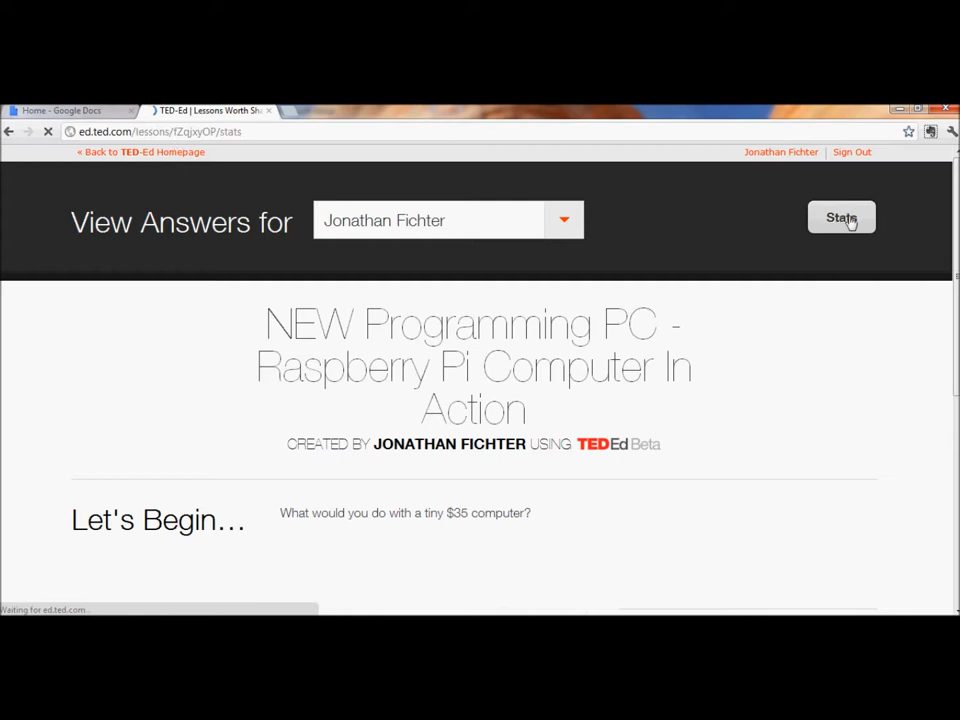 Home - Google Docs
TED-Ed | Lessons Worth Sha
ed.ted.com/lessons/fZqjxyOP/stats
« Back to TED-Ed Homepage
Jonathan Fichter | Sign Out
View Answers for
Jonathan Fichter
Stats
NEW Programming PC -
Raspberry Pi Computer In
Action
CREATED BY JONATHAN FICHTER USING TEDEd Beta
Let's Begin...
What would you do with a tiny $35 computer?
Waiting for ed.ted.com...